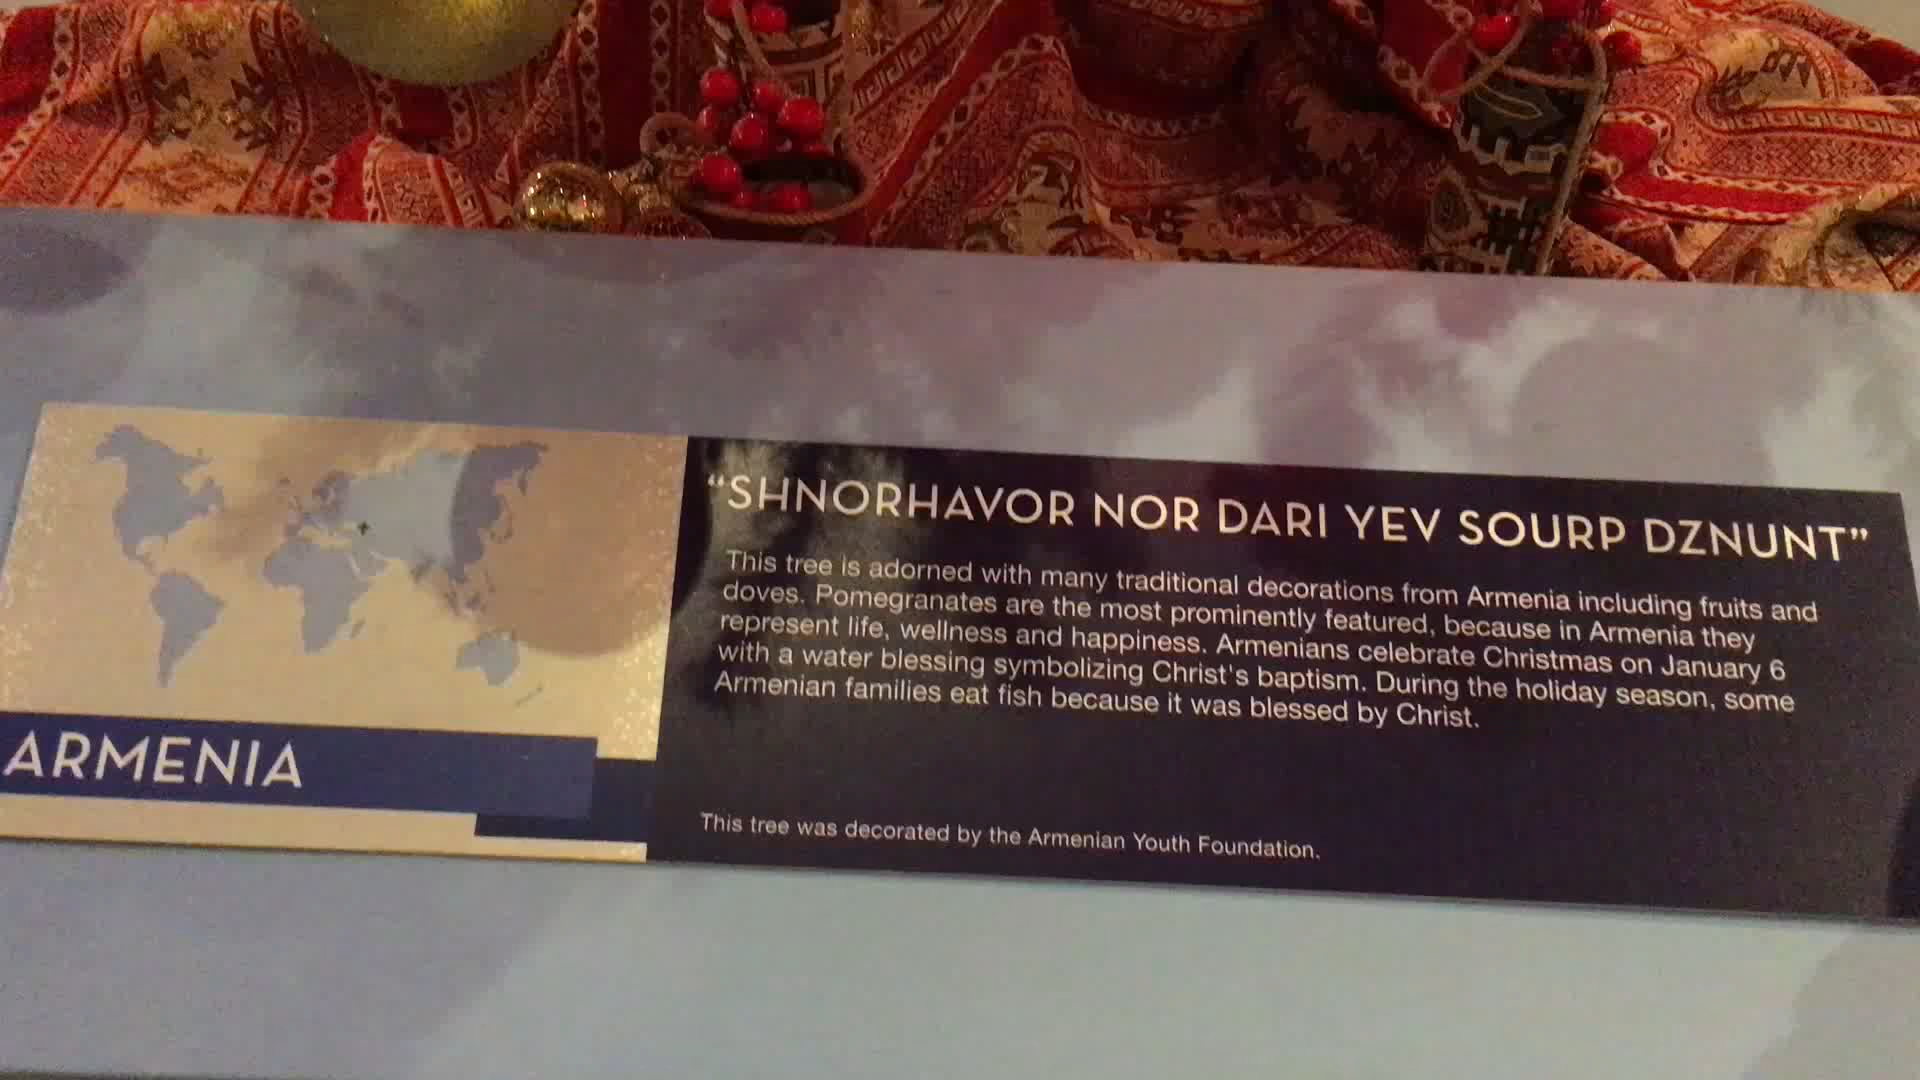 ARMENIA
“SHNORHAVOR NOR DARI YEV SOURP DZNUNT”
This tree is adorned with many traditional decorations from Armenia including fruits and
doves. Pomegranates are the most prominently featured, because in Armenia they
represent life, wellness and happiness. Armenians celebrate Christmas on January 6
with a water blessing symbolizing Christ's baptism. During the holiday season, some
Armenian families eat fish because it was blessed by Christ.
This tree was decorated by the Armenian Youth Foundation.